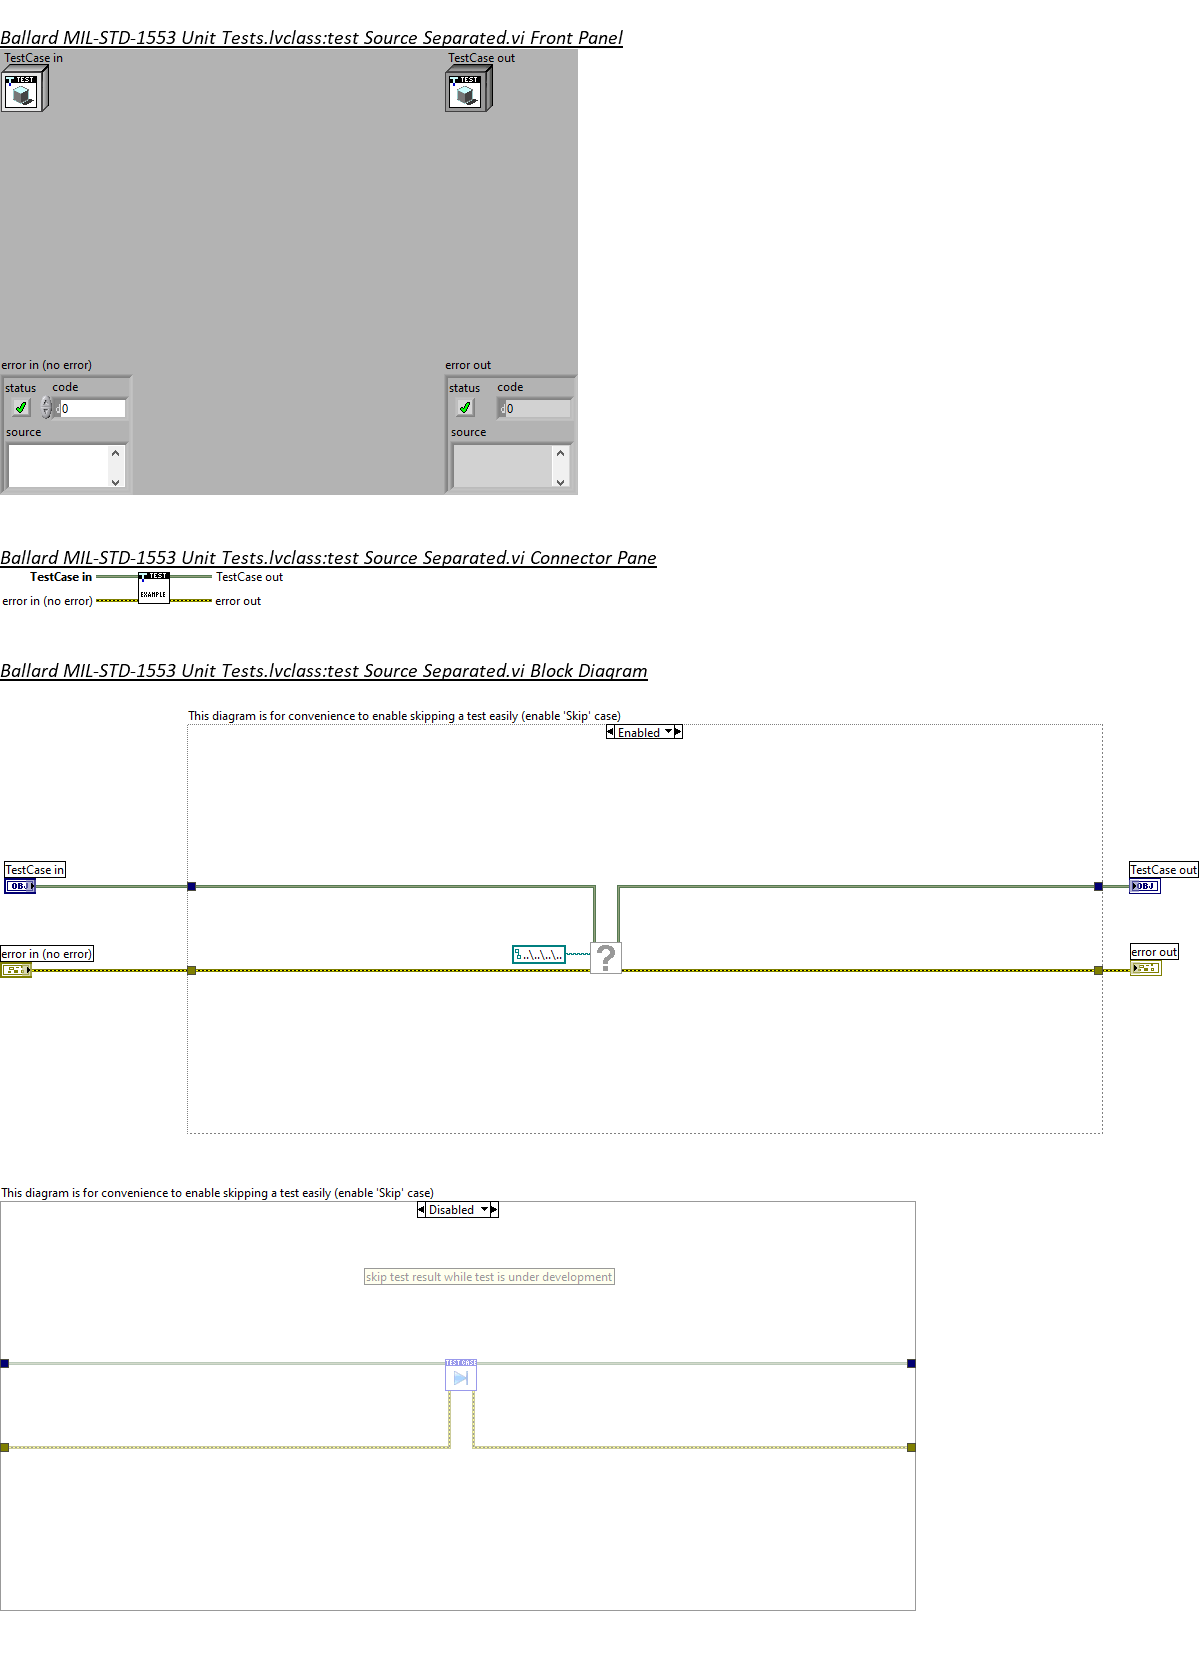 Ballard MIL-STD-1553 Unit Tests.lvclass:test Source Separated.vi Front Panel
TestCase in
TestCase out
TEST
TEST
error in (no error)
error out
status
code
status
code
d0
d0
source
source
Ballard MIL-STD-1553 Unit Tests.lvclass:test Source Separated.vi Connector Pane
TestCase in
TEST
TestCase out
error in (no error)
EXAMPLE
error out
Ballard MIL-STD-1553 Unit Tests.lvclass:test Source Separated.vi Block Diagram
This diagram is for convenience to enable skipping a test easily (enable 'Skip' case)
Enabled
TestCase in
OBJ
TestCase out
OBJ
error in (no error)
..\..\..\..
?
error out
This diagram is for convenience to enable skipping a test easily (enable 'Skip' case)
Disabled
skip test result while test is under development
TEST CASE